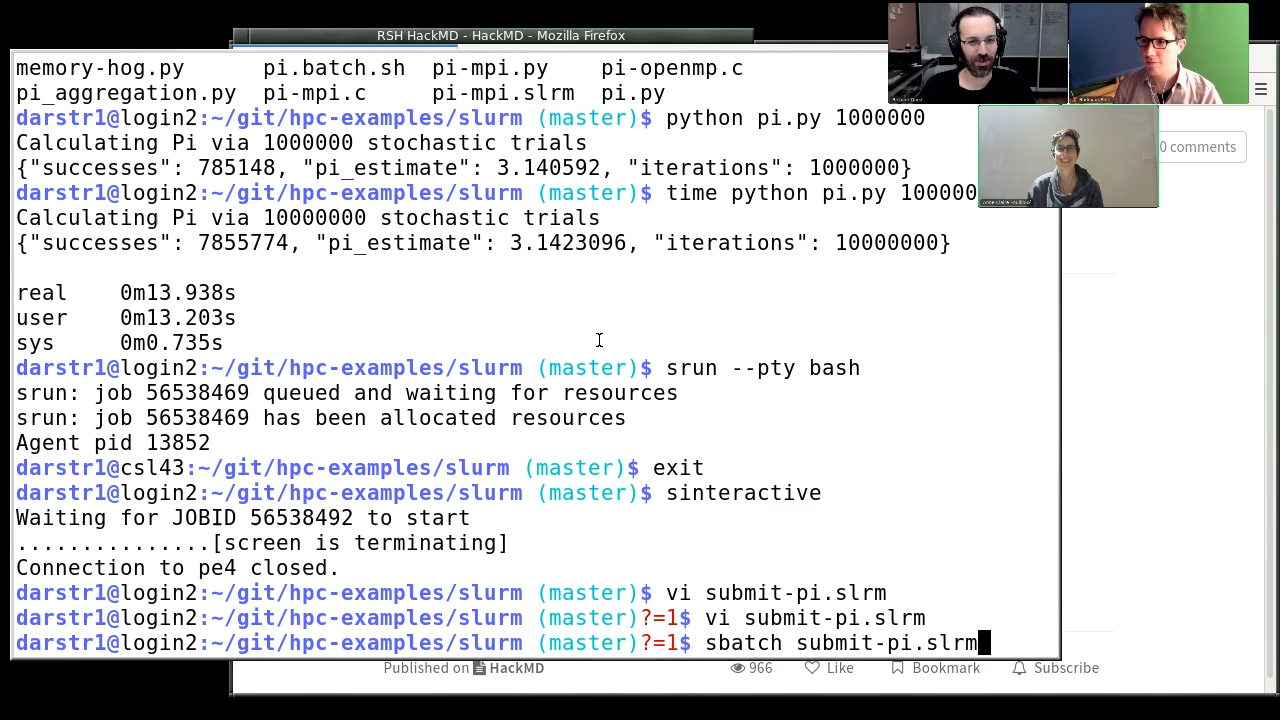 RSH HackMD - HackMD - Mozilla Firefox
memory-hog.py pi.batch.sh pi-mpi.py pi-openmp.c
pi_aggregation.py pi-mpi.c pi-mpi.slrm pi.py
darstr1@login2:~/git/hpc-examples/slurm (master)$ python pi.py 1000000
Calculating Pi via 1000000 stochastic trials
{"successes": 785148, "pi_estimate": 3.140592, "iterations": 1000000}
darstr1@login2:~/git/hpc-examples/slurm (master)$ time python pi.py 100000
Calculating Pi via 10000000 stochastic trials
{"successes": 7855774, "pi_estimate": 3.1423096, "iterations": 10000000}
real 0m13.938s
user 0m13.203s
sys 0m0.735s
darstr1@login2:~/git/hpc-examples/slurm (master)$ srun --pty bash
srun: job 56538469 queued and waiting for resources
srun: job 56538469 has been allocated resources
Agent pid 13852
darstr1@csl43:~/git/hpc-examples/slurm (master)$ exit
darstr1@login2:~/git/hpc-examples/slurm (master)$ sinteractive
Waiting for JOBID 56538492 to start
...............[screen is terminating]
Connection to pe4 closed.
darstr1@login2:~/git/hpc-examples/slurm (master)$ vi submit-pi.slrm
darstr1@login2:~/git/hpc-examples/slurm (master)?=1$ vi submit-pi.slrm
darstr1@login2:~/git/hpc-examples/slurm (master)?=1$ sbatch submit-pi.slrm
0 comments
Published on HackMD 966 Like Bookmark Subscribe